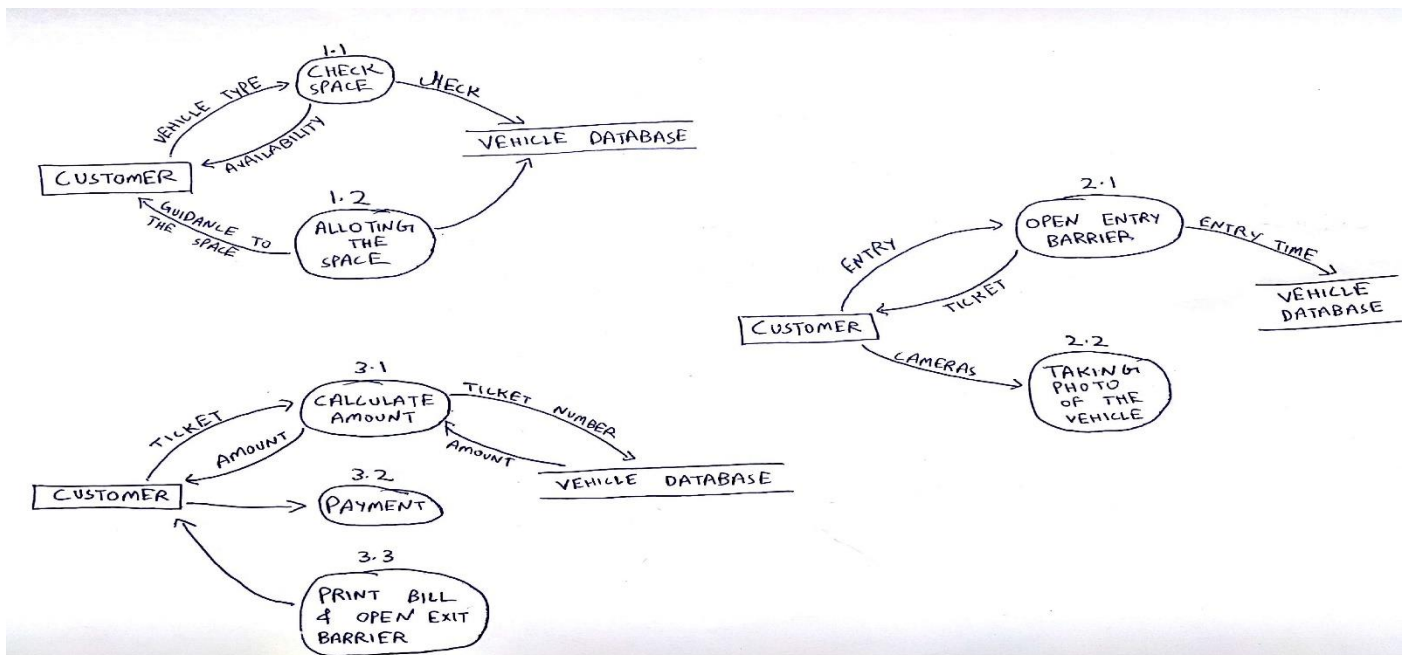 1.1
CHECK
SPACE
VEHICLE TYPE
AVAILABILITY
CHECK
VEHICLE DATABASE
CUSTOMER
1.2
ALLOTING
THE
SPACE
GUIDANCE TO
THE SPACE
2.1
OPEN ENTRY
BARRIER
ENTRY
TICKET
ENTRY TIME
VEHICLE
DATABASE
CUSTOMER
CAMERAS
2.2
TAKING
PHOTO
OF THE
VEHICLE
3.1
CALCULATE
AMOUNT
TICKET
AMOUNT
TICKET NUMBER
AMOUNT
VEHICLE DATABASE
CUSTOMER
3.2
PAYMENT
3.3
PRINT BILL
& OPEN EXIT
BARRIER